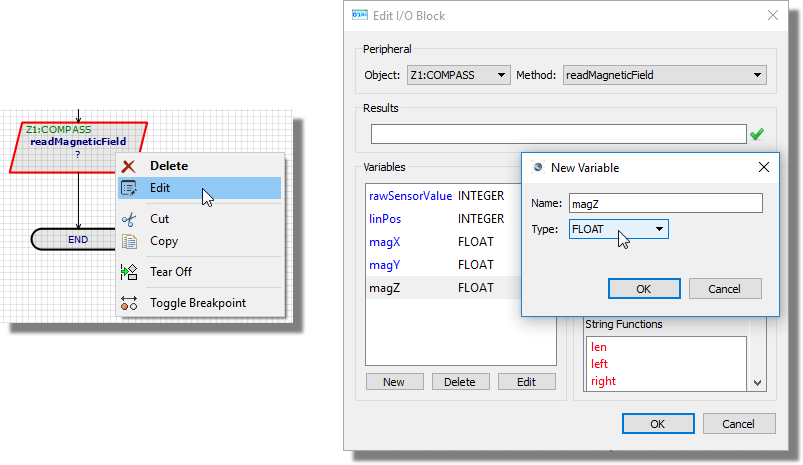 Z1:COMPASS
readMagneticField
?
END
Delete
Edit
Cut
Copy
Tear Off
Toggle Breakpoint
Edit I/O Block
Peripheral
Object: Z1:COMPASS Method: readMagneticField
Results
Variables
rawSensorValue INTEGER
linPos INTEGER
magX FLOAT
magY FLOAT
magZ FLOAT
New Delete Edit
New Variable
Name: magZ
Type: FLOAT
OK Cancel
String Functions
len
left
right
OK Cancel